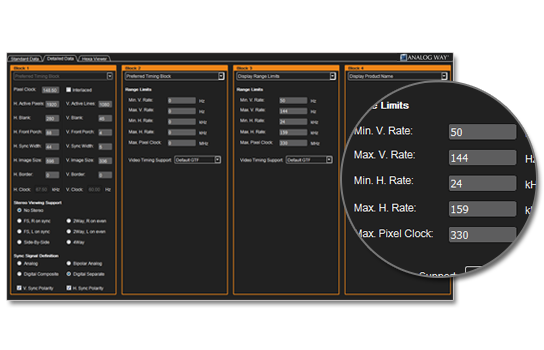 Standard Data Detailed Data Hexa Viewer ANALOG WAY
Block 1
Preferred Timing Block
Pixel Clock: 148.50 Interlaced
H. Active Pixels: 1920 V. Active Lines: 1080
H. Blank: 280 V. Blank: 45
H. Front Porch: 88 V. Front Porch: 4
H. Sync Width: 44 V. Sync Width: 5
H. Image Size: V. Image Size:
H. Border: 0 V. Border: 0
H. Clock: 67.50 kHz V. Clock: 60.00 Hz
Stereo Viewing Support
No Stereo
FS, R on sync 2Way, R on even
FS, L on sync 2Way, L on even
Side-By-Side 4Way
Sync Signal Definition
Analog Bipolar Analog
Digital Composite Digital Separate
V. Sync Polarity H. Sync Polarity
Block 2
Preferred Timing Block
Range Limits
Min. V. Rate: 0 Hz
Max. V. Rate: 0 Hz
Min. H. Rate: 0 kHz
Max. H. Rate: 0 kHz
Max. Pixel Clock: 0 MHz
Video Timing Support: Default GTF
Block 3
Display Range Limits
Range Limits
Min. V. Rate: 50 Hz
Max. V. Rate: 144 Hz
Min. H. Rate: 24 kHz
Max. H. Rate: 159 kHz
Max. Pixel Clock: 330 MHz
Video Timing Support: Default GTF
Block 4
Display Product Name
Limits
Min. V. Rate: 50
Max. V. Rate: 144 Hz
Min. H. Rate: 24
Max. H. Rate: 159
Max. Pixel Clock: 330
Support